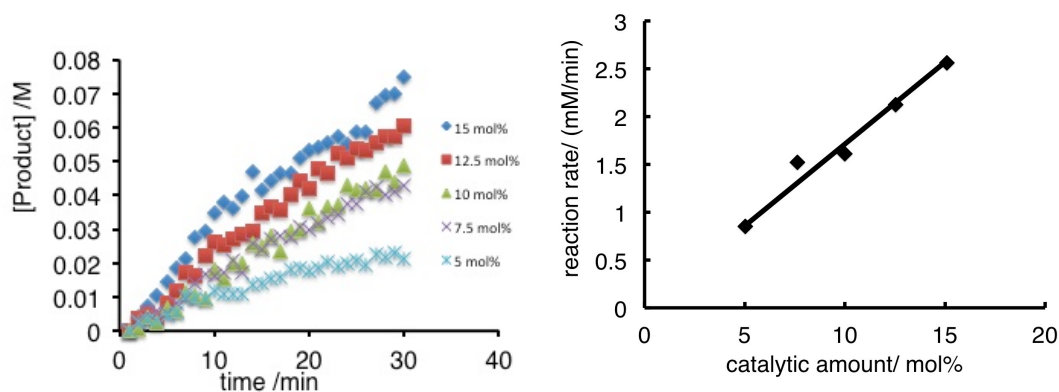 [Product] /M
0.08
0.07
0.06
0.05
0.04
0.03
0.02
0.01
0
0 10 20 30 40
time /min
15 mol%
12.5 mol%
10 mol%
7.5 mol%
5 mol%
reaction rate/ (mM/min)
3
2.5
2
1.5
1
0.5
0
0 5 10 15 20
catalytic amount/ mol%